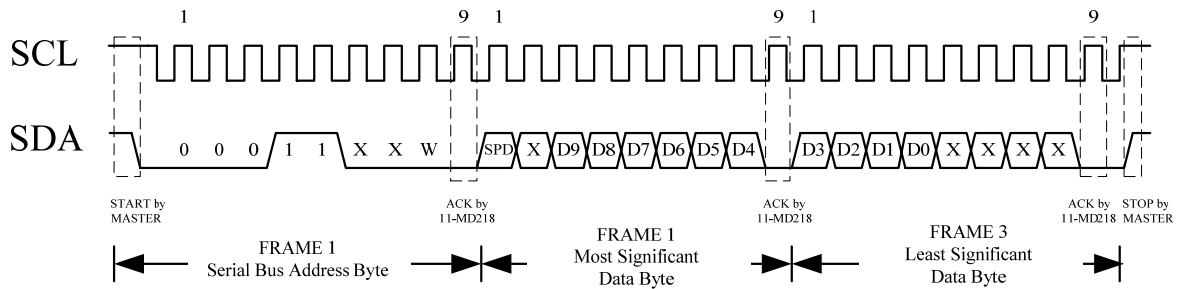 1 9 1 9 1 9
SCL
SDA
0 0 0 1 1 X X W SPD X D9 D8 D7 D6 D5 D4 D3 D2 D1 D0 X X X X
START by
MASTER
ACK by
11-MD218
ACK by
11-MD218
ACK by
11-MD218
STOP by
MASTER
FRAME 1
Serial Bus Address Byte
FRAME 1
Most Significant
Data Byte
FRAME 3
Least Significant
Data Byte